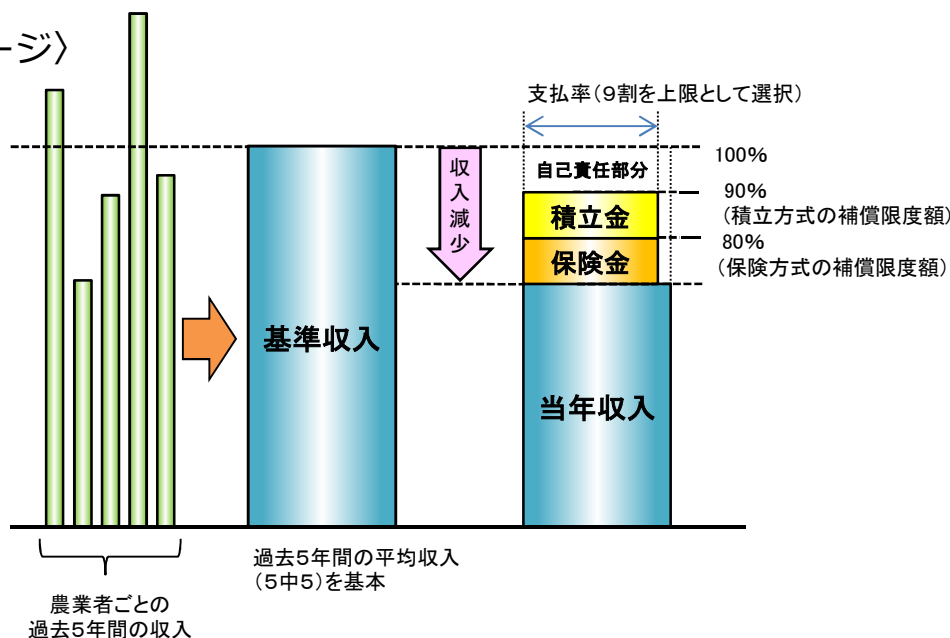 ージ〉
支払率(9割を上限として選択)
100%
自己責任部分
90%
(積立方式の補償限度額)
積立金
80%
(保険方式の補償限度額)
保険金
収入減少
基準収入
当年収入
過去5年間の平均収入
(5中5)を基本
農業者ごとの
過去5年間の収入